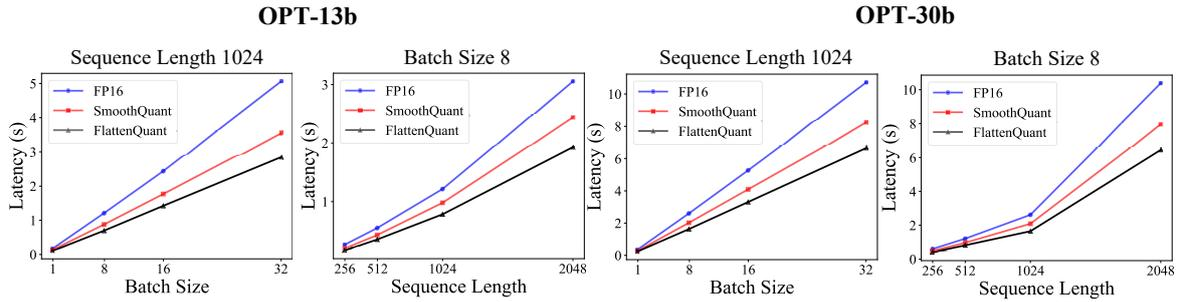 OPT-13b
OPT-30b
Sequence Length 1024
5
4
3
2
1
0
Latency (s)
FP16
SmoothQuant
FlattenQuant
1
8
16
32
Batch Size
Batch Size 8
3
2
1
Latency (s)
FP16
SmoothQuant
FlattenQuant
256
512
1024
2048
Sequence Length
Sequence Length 1024
10
8
6
4
2
0
Latency (s)
FP16
SmoothQuant
FlattenQuant
1
8
16
32
Batch Size
Batch Size 8
10
8
6
4
2
0
Latency (s)
FP16
SmoothQuant
FlattenQuant
256
512
1024
2048
Sequence Length